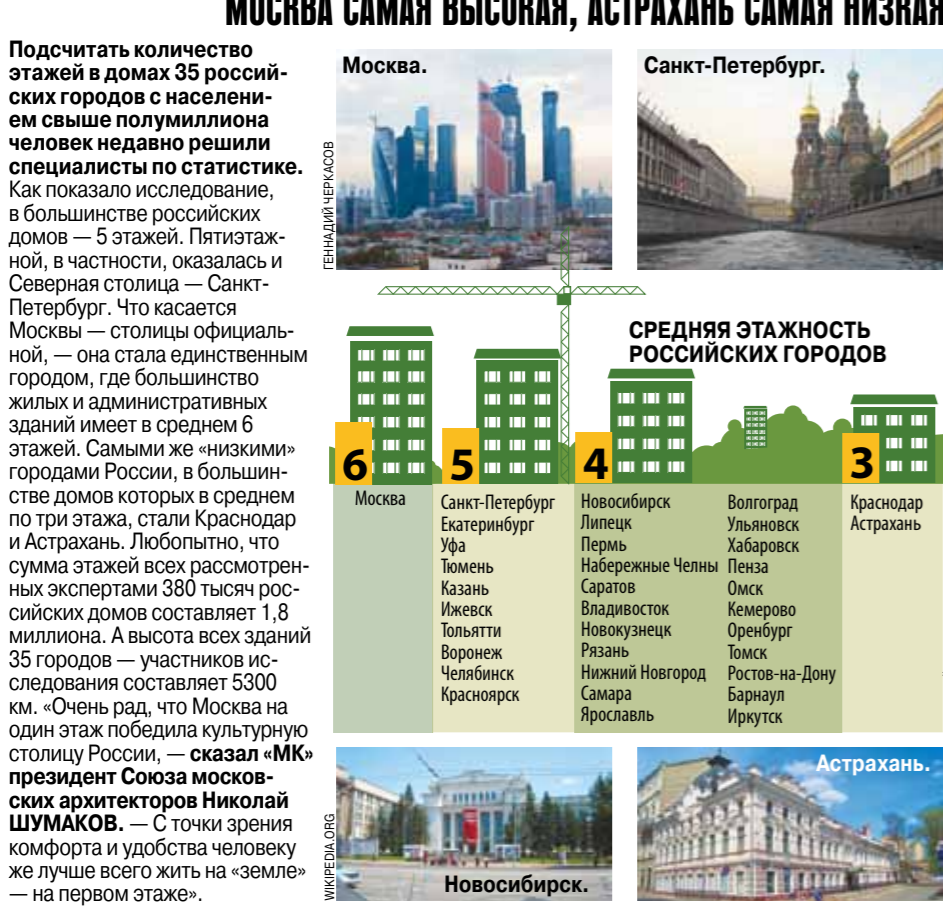 МОСКВА САМАЯ ВЫСОКАЯ, АСТРАХАНЬ САМАЯ НИЗКАЯ
Подсчитать количество
этажей в домах 35 россий-
ских городов с населени-
ем свыше полумиллиона
человек недавно решили
специалисты по статистике.
Как показало исследование,
в большинстве российских
домов — 5 этажей. Пятиэтаж-
ной, в частности, оказалась и
Северная столица — Санкт-
Петербург. Что касается
Москвы — столицы официаль-
ной, — она стала единственным
городом, где большинство
жилых и административных
зданий имеет в среднем 6
этажей. Самыми же «низкими»
городами России, в большин-
стве домов которых в среднем
по три этажа, стали Краснодар
и Астрахань. Любопытно, что
сумма этажей всех рассмотрен-
ных экспертами 380 тысяч рос-
сийских домов составляет 1,8
миллиона. А высота всех зданий
35 городов — участников ис-
следования составляет 5300
км. «Очень рад, что Москва на
один этаж победила культурную
столицу России, — сказал «МК»
президент Союза москов-
ских архитекторов Николай
ШУМАКОВ. — С точки зрения
комфорта и удобства человеку
же лучше всего жить на «земле»
— на первом этаже».
Москва.
ГЕННАДИЙ ЧЕРКАСОВ
Санкт-Петербург.
СРЕДНЯЯ ЭТАЖНОСТЬ
РОССИЙСКИХ ГОРОДОВ
6
Москва
5
Санкт-Петербург
Екатеринбург
Уфа
Тюмень
Казань
Ижевск
Тольятти
Воронеж
Челябинск
Красноярск
4
Новосибирск
Липецк
Пермь
Набережные Челны
Саратов
Владивосток
Новокузнецк
Рязань
Нижний Новгород
Самара
Ярославль
Волгоград
Ульяновск
Хабаровск
Пенза
Омск
Кемерово
Оренбург
Томск
Ростов-на-Дону
Барнаул
Иркутск
3
Краснодар
Астрахань
WIKIPEDIA.ORG
Новосибирск.
Астрахань.